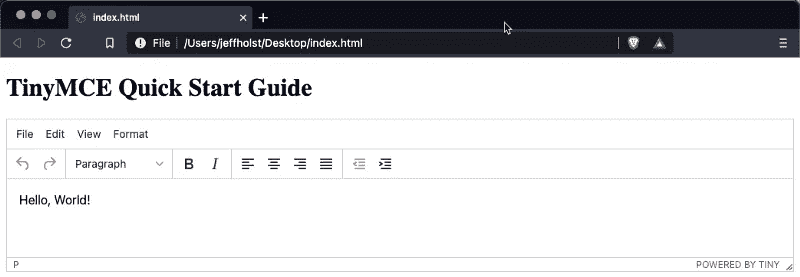 index.html
File /Users/jeffholst/Desktop/index.html
TinyMCE Quick Start Guide
File Edit View Format
Paragraph B I
Hello, World!
P POWERED BY TINY